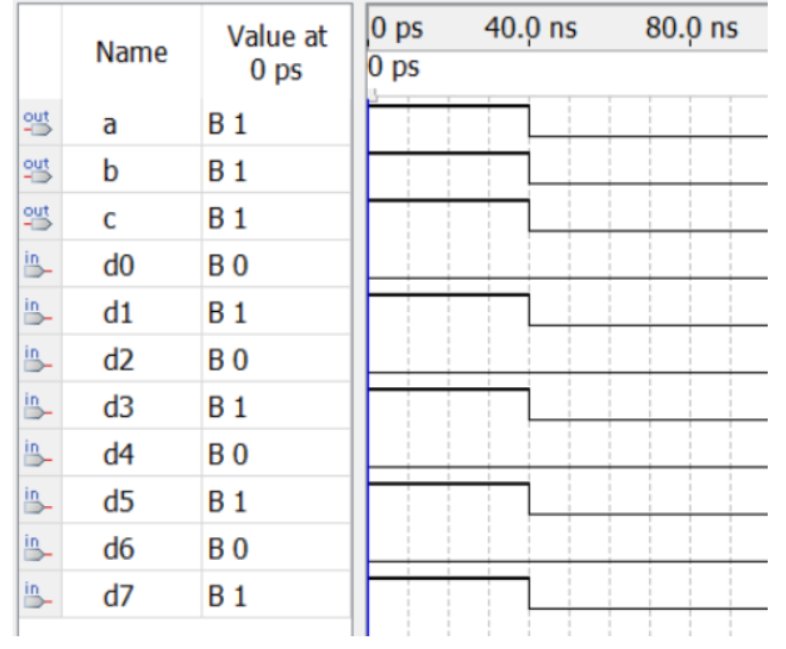 Name Value at 0 ps 0 ps 40.0 ns 80.0 ns
0 ps
out a B 1
out b B 1
out c B 1
in d0 B 0
in d1 B 1
in d2 B 0
in d3 B 1
in d4 B 0
in d5 B 1
in d6 B 0
in d7 B 1